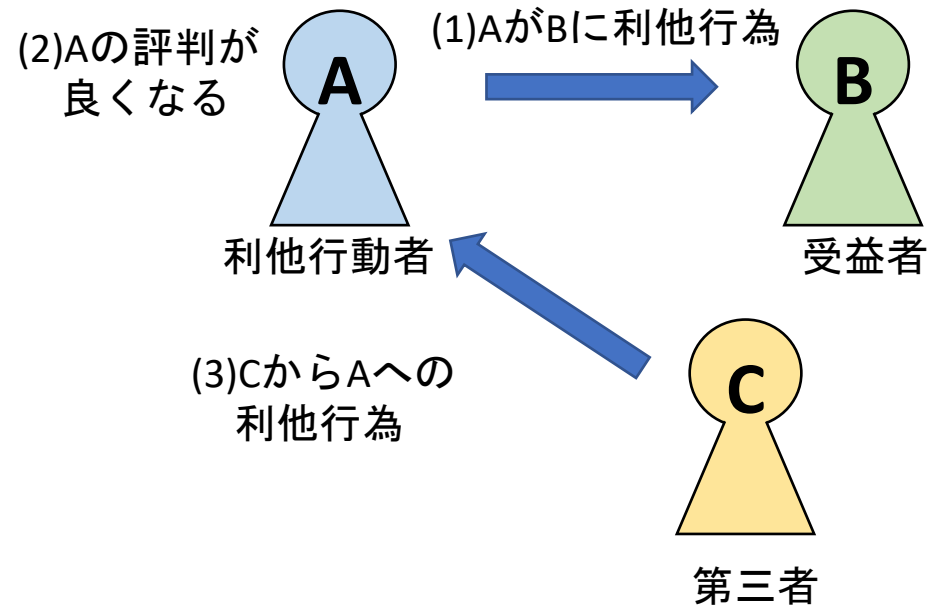 (1)AがBに利他行為
(2)Aの評判が
良くなる
A
B
利他行動者
受益者
(3)CからAへの
利他行為
C
第三者